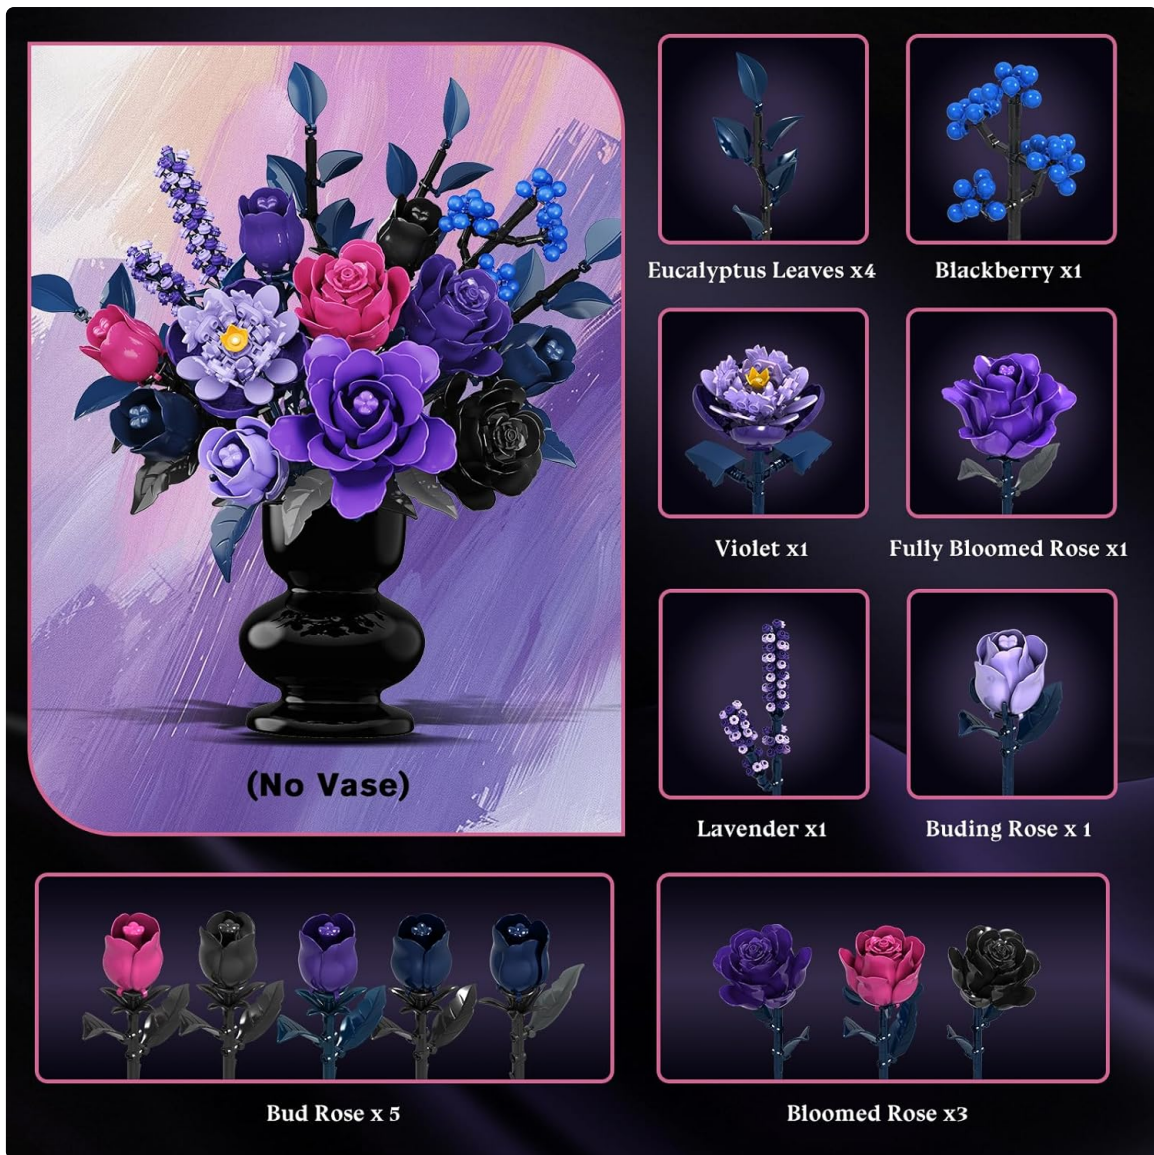 Eucalyptus Leaves x4
Blackberry x1
Violet x1
Fully Bloomed Rose x1
(No Vase)
Lavender x1
Buding Rose x 1
Bud Rose x 5
Bloomed Rose x3